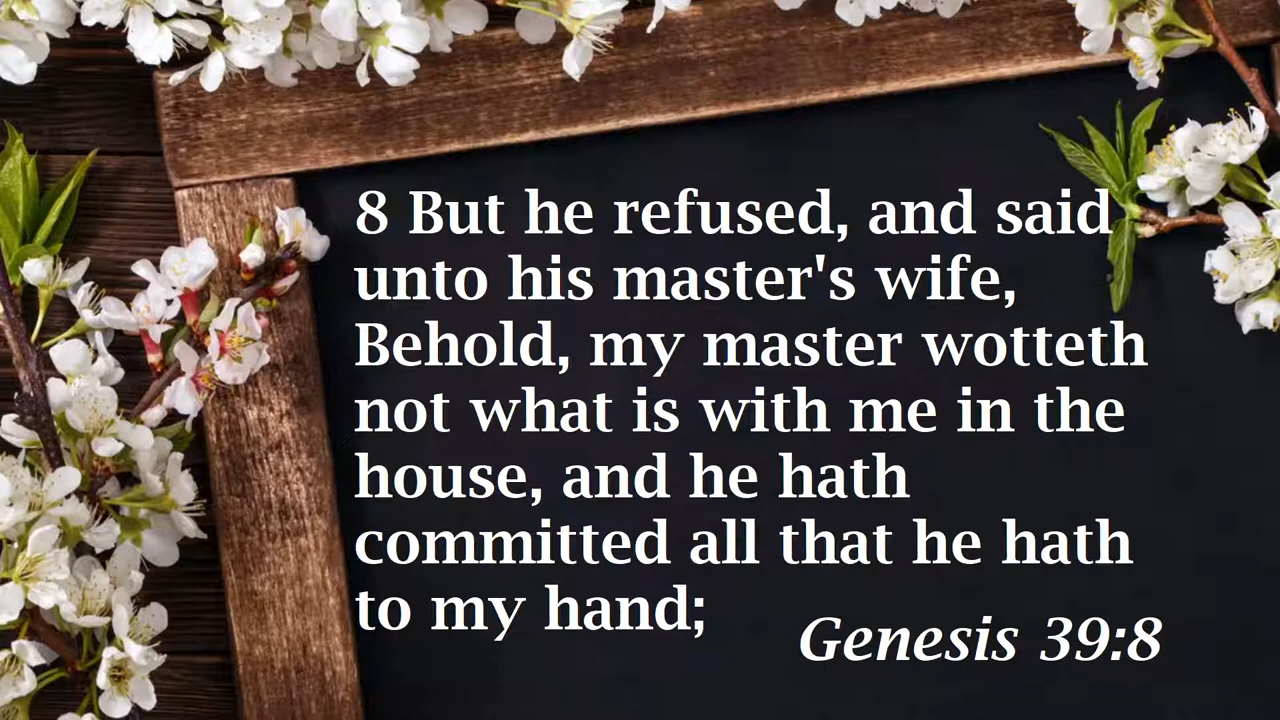 8 But he refused, and said
unto his master's wife,
Behold, my master wotteth
not what is with me in the
house, and he hath
committed all that he hath
to my hand;
Genesis 39:8